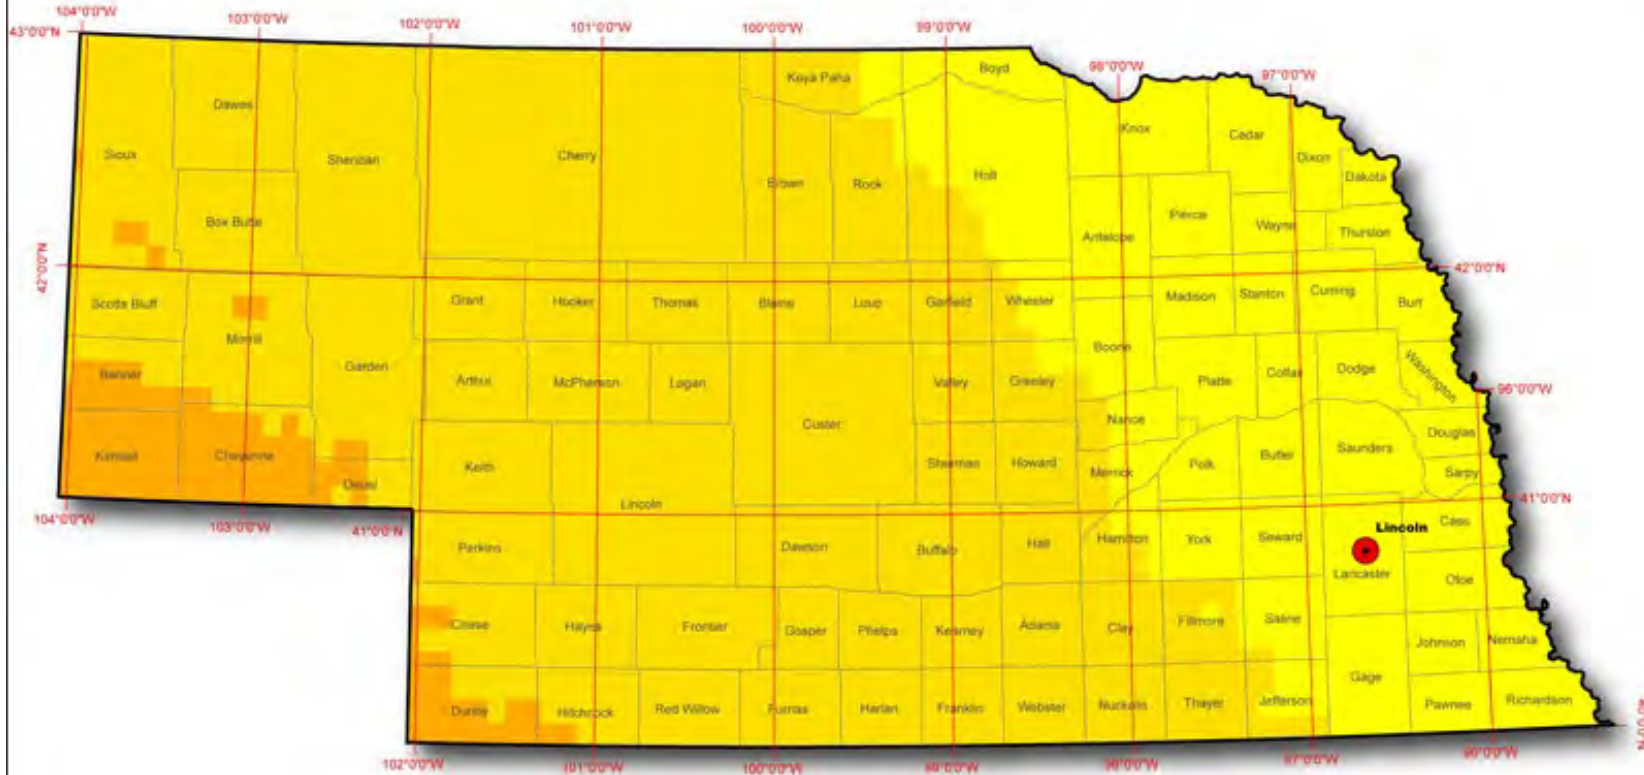 104°0'0"W
103°0'0"W
102°0'0"W
101°0'0"W
100°0'0"W
99°0'0"W
43°0'0"N
98°0'0"W
97°0'0"W
Boyd
Keya Paha
Dawes
Knox
Cedar
Sioux
Sheridan
Cherry
Dixon
Brown
Rock
Holt
Dakota
Box Butte
Pierce
Wayne
Thurston
Antelope
42°0'0"N
42°0'0"N
Scotts Bluff
Grant
Hooker
Thomas
Blaine
Loup
Garfield
Wheeler
Madison
Stanton
Cuming
Burt
Morrill
Garden
Boone
Banner
Arthur
McPherson
Logan
Valley
Greeley
Platte
Colfax
Dodge
Washington
96°0'0"W
Nance
Custer
Douglas
Kimball
Cheyenne
Keith
Sherman
Howard
Merrick
Polk
Butler
Saunders
Sarpy
Deuel
Lincoln
41°0'0"N
104°0'0"W
103°0'0"W
41°0'0"N
Lincoln
Cass
Perkins
Dawson
Buffalo
Hall
Hamilton
York
Seward
Lancaster
Otoe
Chase
Hayes
Frontier
Gosper
Phelps
Kearney
Adams
Clay
Fillmore
Saline
Johnson
Nemaha
Gage
Dundy
Hitchcock
Red Willow
Furnas
Harlan
Franklin
Webster
Nuckolls
Thayer
Jefferson
Pawnee
Richardson
40°0'0"N
102°0'0"W
101°0'0"W
100°0'0"W
99°0'0"W
98°0'0"W
97°0'0"W
96°0'0"W